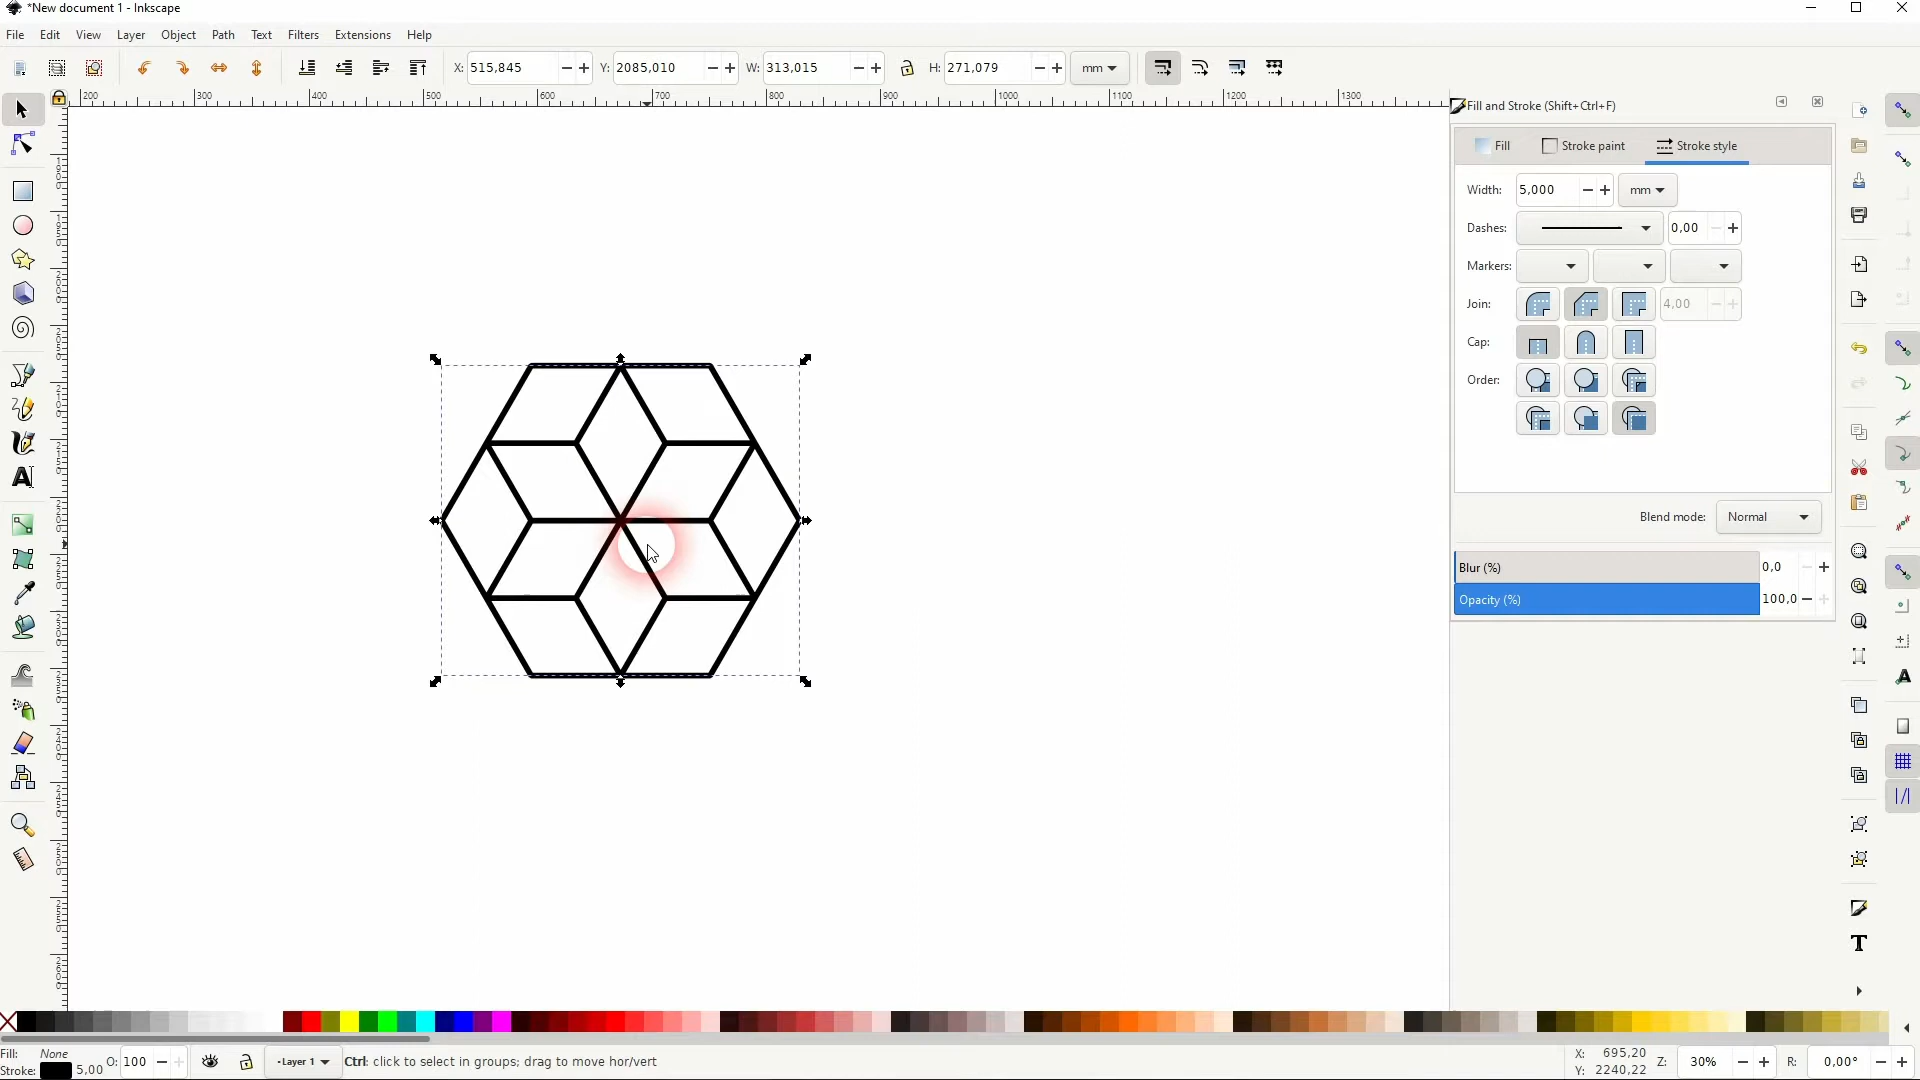 *New document 1 - Inkscape
File Edit View Layer Object Path Text Filters Extensions Help
X: 515,845 Y: 2085,010 W: 313,015 H: 271,079 mm
200 300 400 500 600 700 800 900 1000 1100 1200 1300
Fill and Stroke (Shift+Ctrl+F)
Fill Stroke paint Stroke style
Width: 5,000 mm
Dashes: 0,00
Markers:
Join: 4,00
Cap:
Order:
Blend mode: Normal
Blur (%) 0,0
Opacity (%) 100,0
Fill: None
Stroke: 5,00
O: 100
Layer 1
Ctrl: click to select in groups; drag to move hor/vert
X: 695,20
Y: 2240,22
Z: 30%
R: 0,00°